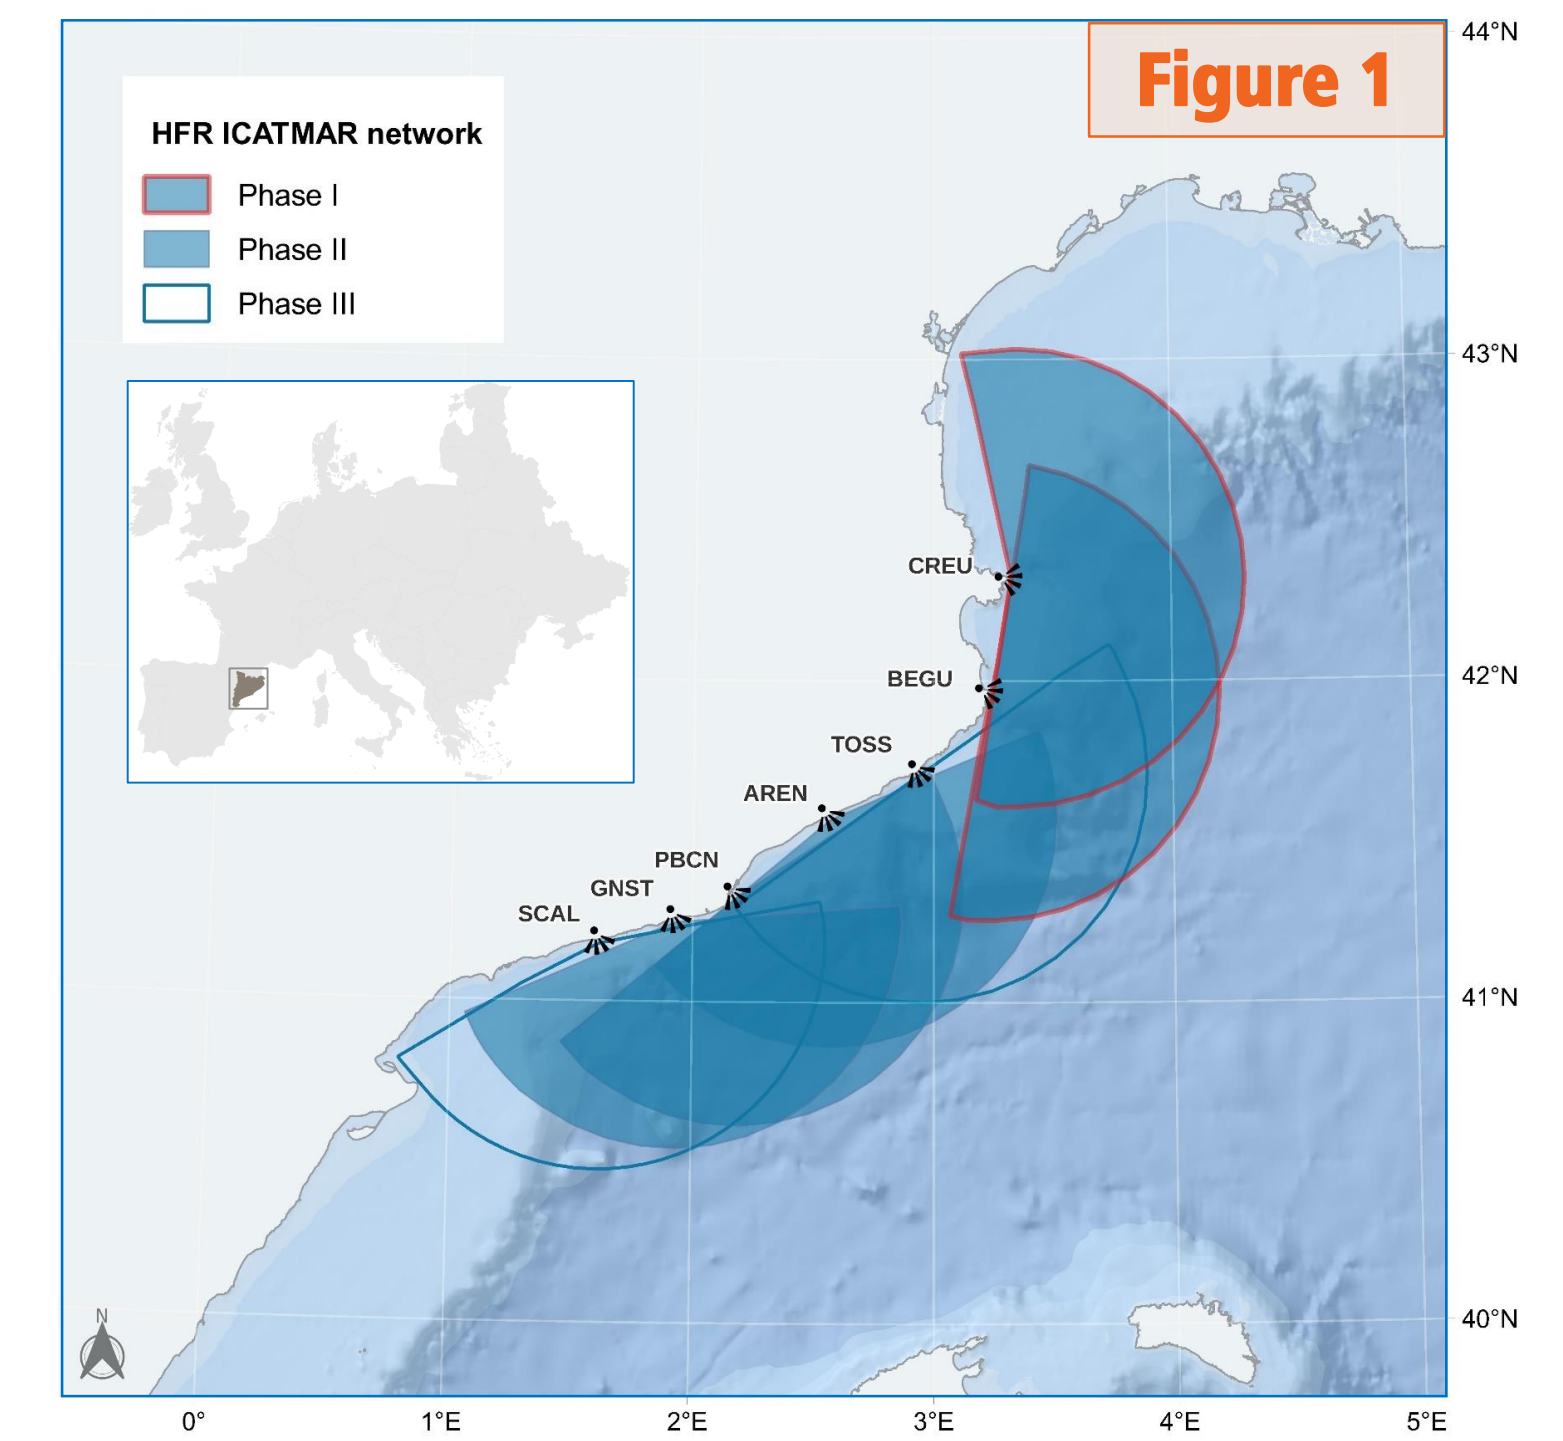 Figure 1
HFR ICATMAR network
Phase I
Phase II
Phase III
44°N
43°N
42°N
41°N
40°N
CREU
BEGU
TOSS
AREN
PBCN
GNST
SCAL
N
0°
1°E
2°E
3°E
4°E
5°E